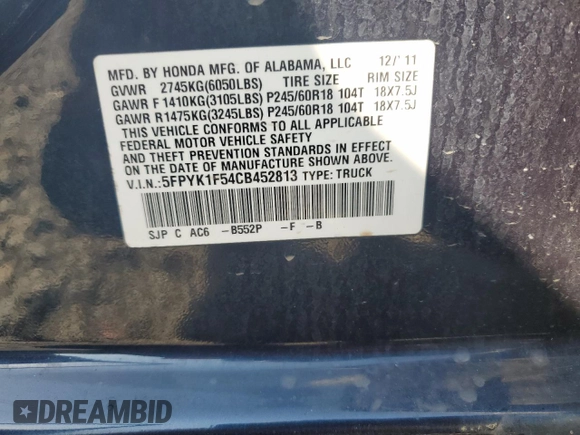 MFD. BY HONDA MFG. OF ALABAMA, LLC 12/'11
GVWR 2745KG(6050LBS) TIRE SIZE RIM SIZE
GAWR F1410KG(3105LBS) P245/60R18 104T 18X7.5J
GAWR R1475KG(3245LBS) P245/60R18 104T 18X7.5J
THIS VEHICLE CONFORMS TO ALL APPLICABLE
FEDERAL MOTOR VEHICLE SAFETY
AND THEFT PREVENTION STANDARDS IN EFFECT
ON THE DATE OF MANUFACTURE SHOWN ABOVE.
V.I.N.:5FPYK1F54CB452813 TYPE: TRUCK
SJP C AC6 -B552P -F -B
DREAMBID